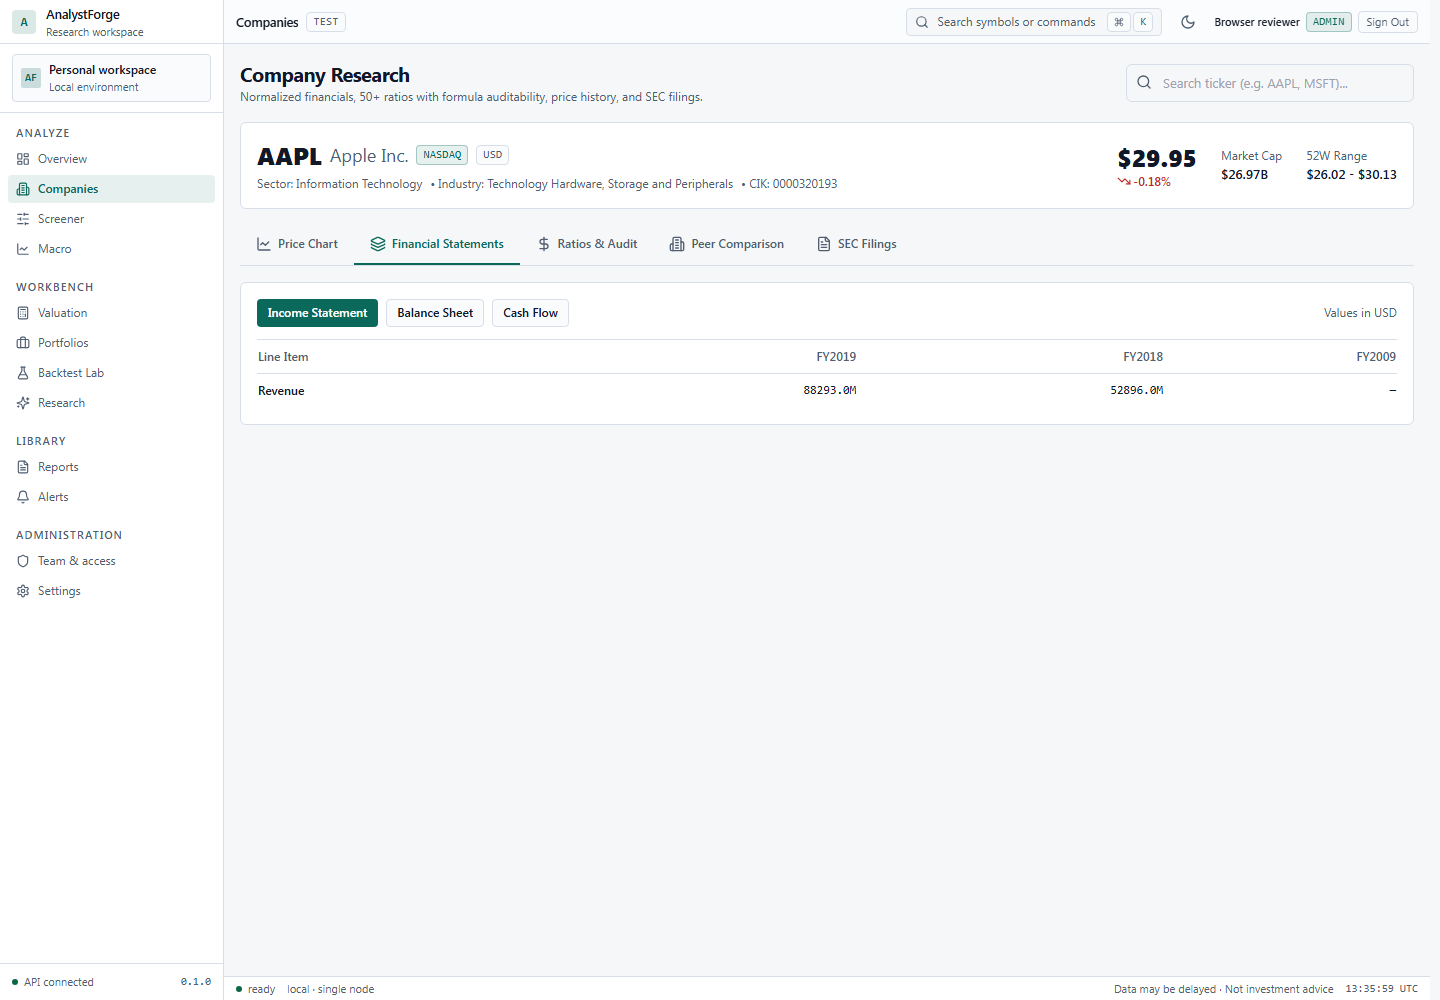 A
AnalystForge
Research workspace
Companies TEST
Search symbols or commands ⌘ K
Browser reviewer ADMIN Sign Out
AF
Personal workspace
Local environment
ANALYZE
Overview
Companies
Screener
Macro
WORKBENCH
Valuation
Portfolios
Backtest Lab
Research
LIBRARY
Reports
Alerts
ADMINISTRATION
Team & access
Settings
API connected 0.1.0
Company Research
Normalized financials, 50+ ratios with formula auditability, price history, and SEC filings.
Search ticker (e.g. AAPL, MSFT)...
AAPL Apple Inc. NASDAQ USD
Sector: Information Technology • Industry: Technology Hardware, Storage and Peripherals • CIK: 0000320193
$29.95
-0.18%
Market Cap
$26.97B
52W Range
$26.02 - $30.13
Price Chart Financial Statements Ratios & Audit Peer Comparison SEC Filings
Income Statement Balance Sheet Cash Flow Values in USD
Line Item FY2019 FY2018 FY2009
Revenue 88293.0M 52896.0M —
ready local · single node
Data may be delayed · Not investment advice 13:35:59 UTC